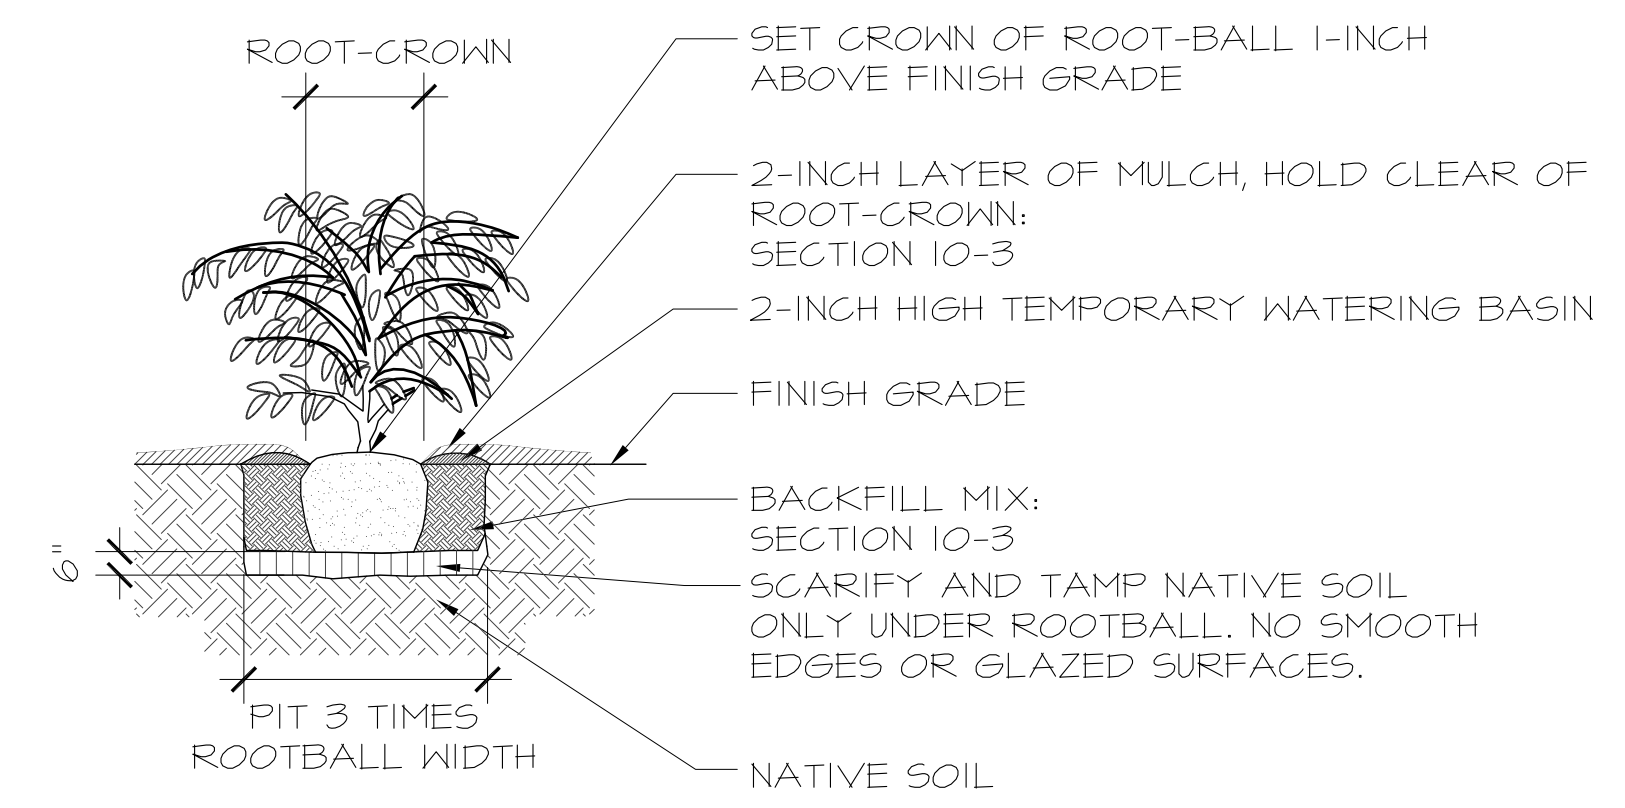 ROOT-CROWN
SET CROWN OF ROOT-BALL 1-INCH
ABOVE FINISH GRADE
2-INCH LAYER OF MULCH, HOLD CLEAR OF
ROOT-CROWN:
SECTION 10-3
2-INCH HIGH TEMPORARY WATERING BASIN
FINISH GRADE
BACKFILL MIX:
SECTION 10-3
6"
SCARIFY AND TAMP NATIVE SOIL
ONLY UNDER ROOTBALL. NO SMOOTH
EDGES OR GLAZED SURFACES.
PIT 3 TIMES
ROOTBALL WIDTH
NATIVE SOIL